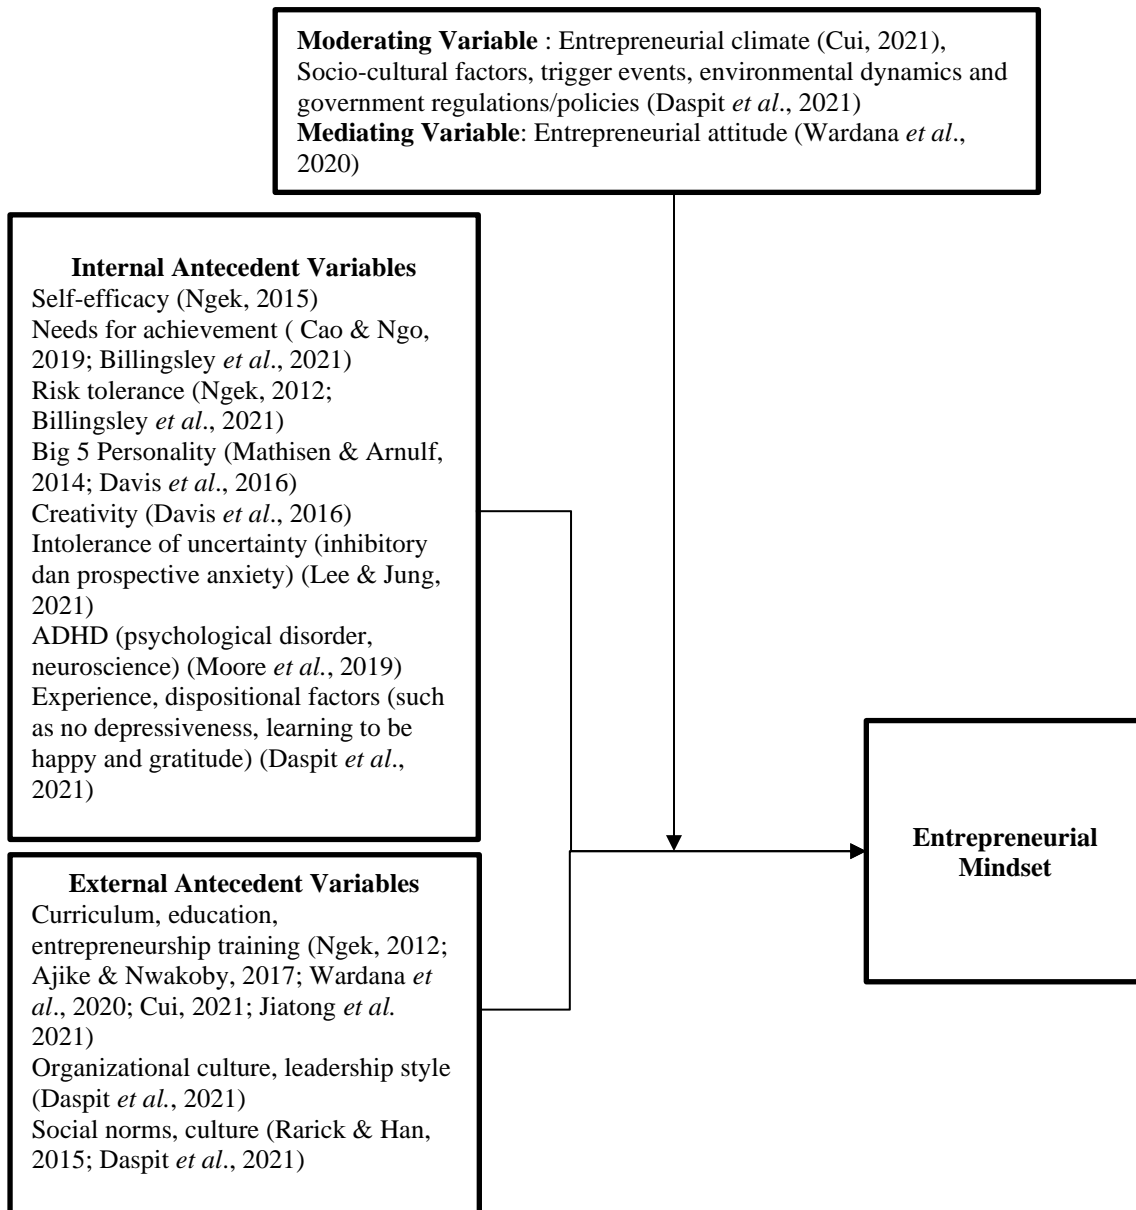 Moderating Variable : Entrepreneurial climate (Cui, 2021),
Socio-cultural factors, trigger events, environmental dynamics and
government regulations/policies (Daspit et al., 2021)
Mediating Variable: Entrepreneurial attitude (Wardana et al.,
2020)
Internal Antecedent Variables
Self-efficacy (Ngek, 2015)
Needs for achievement ( Cao & Ngo,
2019; Billingsley et al., 2021)
Risk tolerance (Ngek, 2012;
Billingsley et al., 2021)
Big 5 Personality (Mathisen & Arnulf,
2014; Davis et al., 2016)
Creativity (Davis et al., 2016)
Intolerance of uncertainty (inhibitory
dan prospective anxiety) (Lee & Jung,
2021)
ADHD (psychological disorder,
neuroscience) (Moore et al., 2019)
Experience, dispositional factors (such
as no depressiveness, learning to be
happy and gratitude) (Daspit et al.,
2021)
External Antecedent Variables
Curriculum, education,
entrepreneurship training (Ngek, 2012;
Ajike & Nwakoby, 2017; Wardana et
al., 2020; Cui, 2021; Jiatong et al.
2021)
Organizational culture, leadership style
(Daspit et al., 2021)
Social norms, culture (Rarick & Han,
2015; Daspit et al., 2021)
Entrepreneurial
Mindset